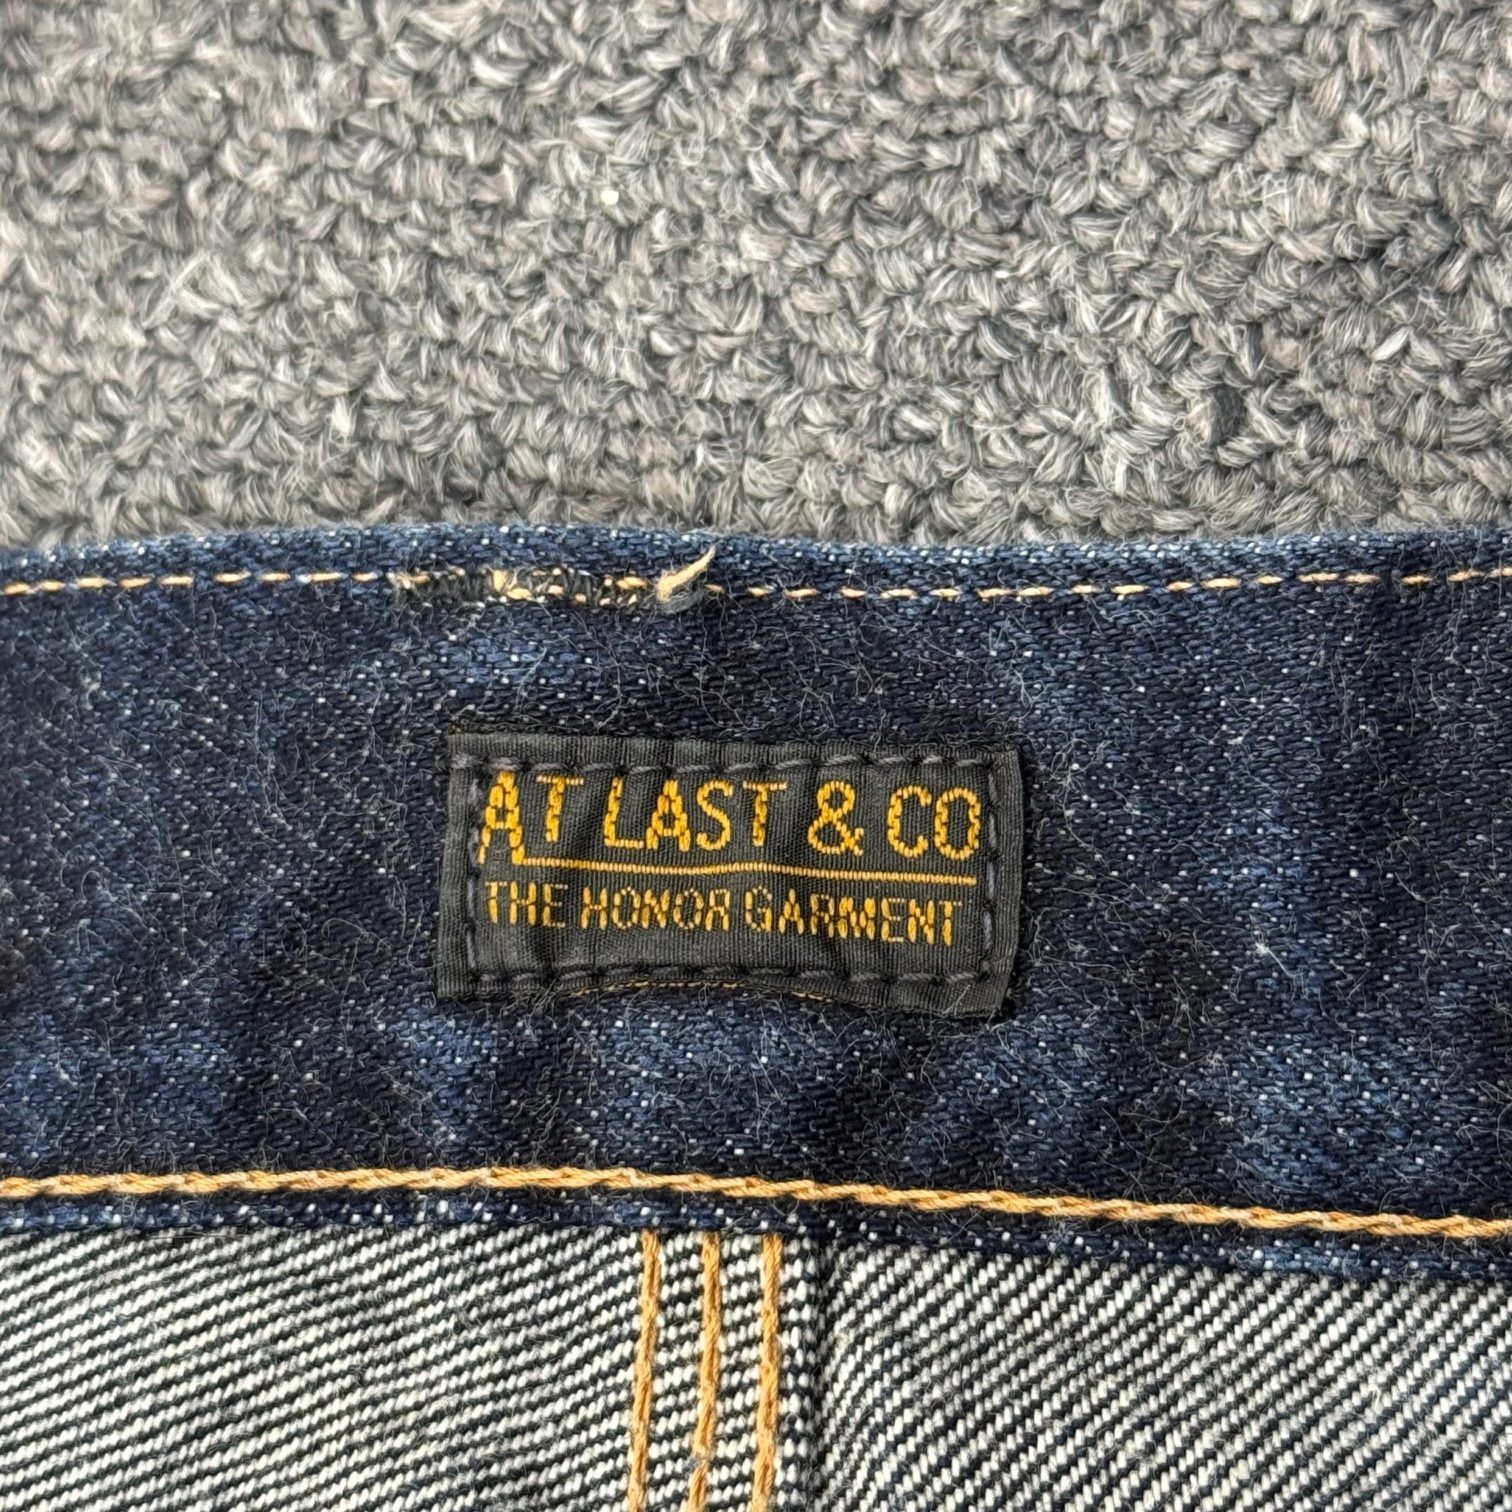 AT LAST & CO
THE HONOR GARMENT